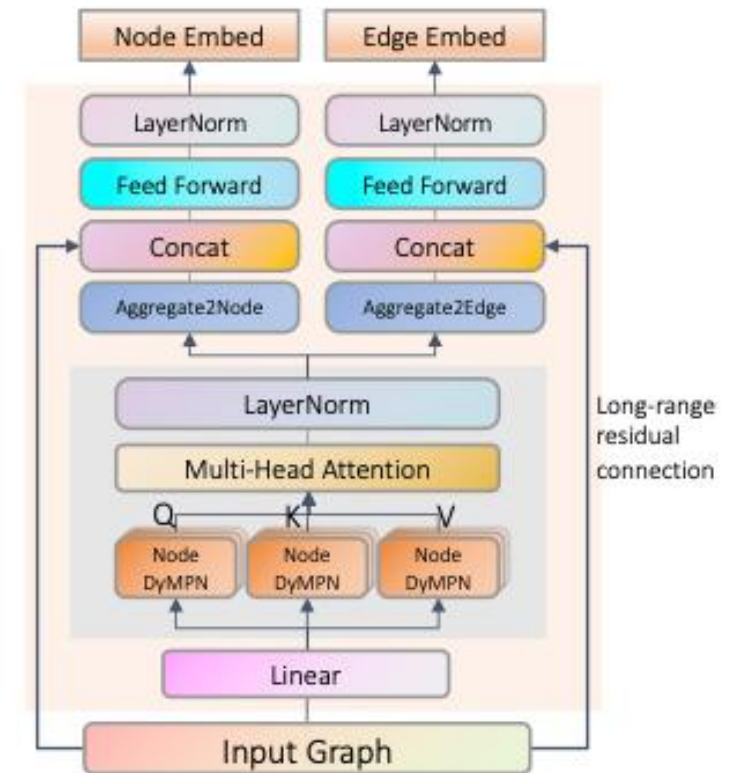 Node Embed
Edge Embed
LayerNorm
LayerNorm
Feed Forward
Feed Forward
Concat
Concat
Aggregate2Node
Aggregate2Edge
LayerNorm
Long-range
residual
connection
Multi-Head Attention
Q
K
V
Node
DyMPN
Node
DyMPN
Node
DyMPN
Linear
Input Graph